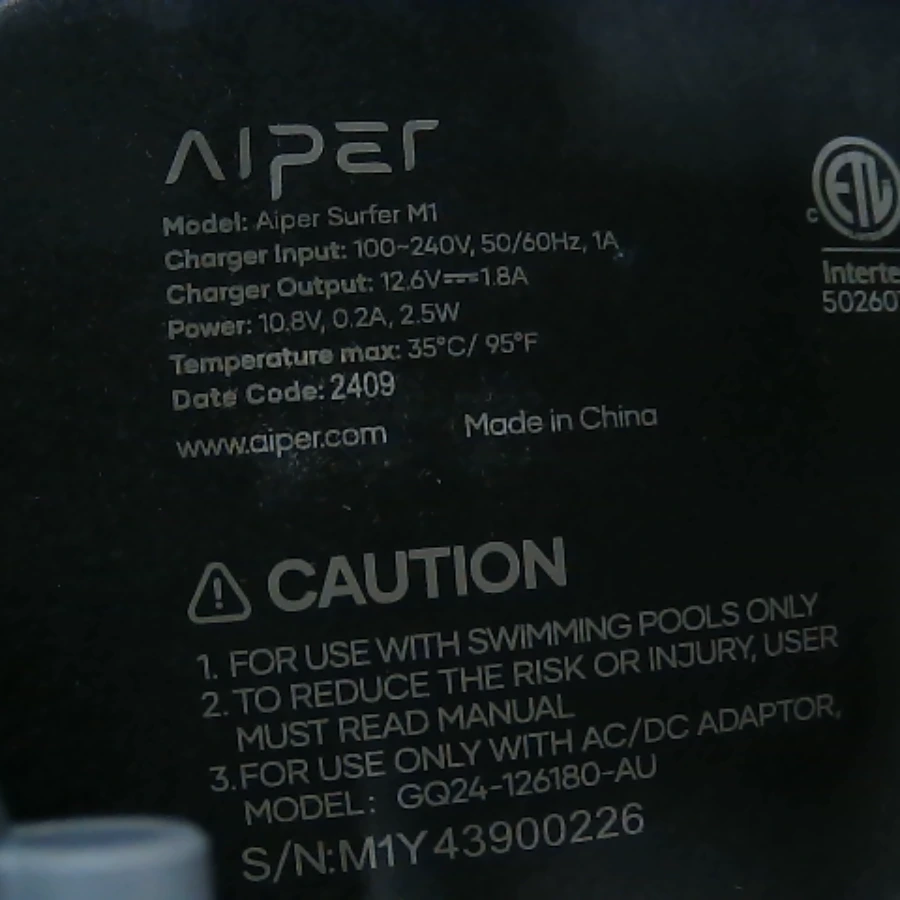 AIPER
Model: Aiper Surfer M1
Charger Input: 100~240V, 50/60Hz, 1A
Charger Output: 12.6V⎓1.8A
Power: 10.8V, 0.2A, 2.5W
Temperature max: 35°C/ 95°F
Date Code: 2409
www.aiper.com Made in China
C ETL
Interte
50260
⚠ CAUTION
1. FOR USE WITH SWIMMING POOLS ONLY
2. TO REDUCE THE RISK OR INJURY, USER
MUST READ MANUAL
3.FOR USE ONLY WITH AC/DC ADAPTOR,
MODEL: GQ24-126180-AU
S/N:M1Y43900226